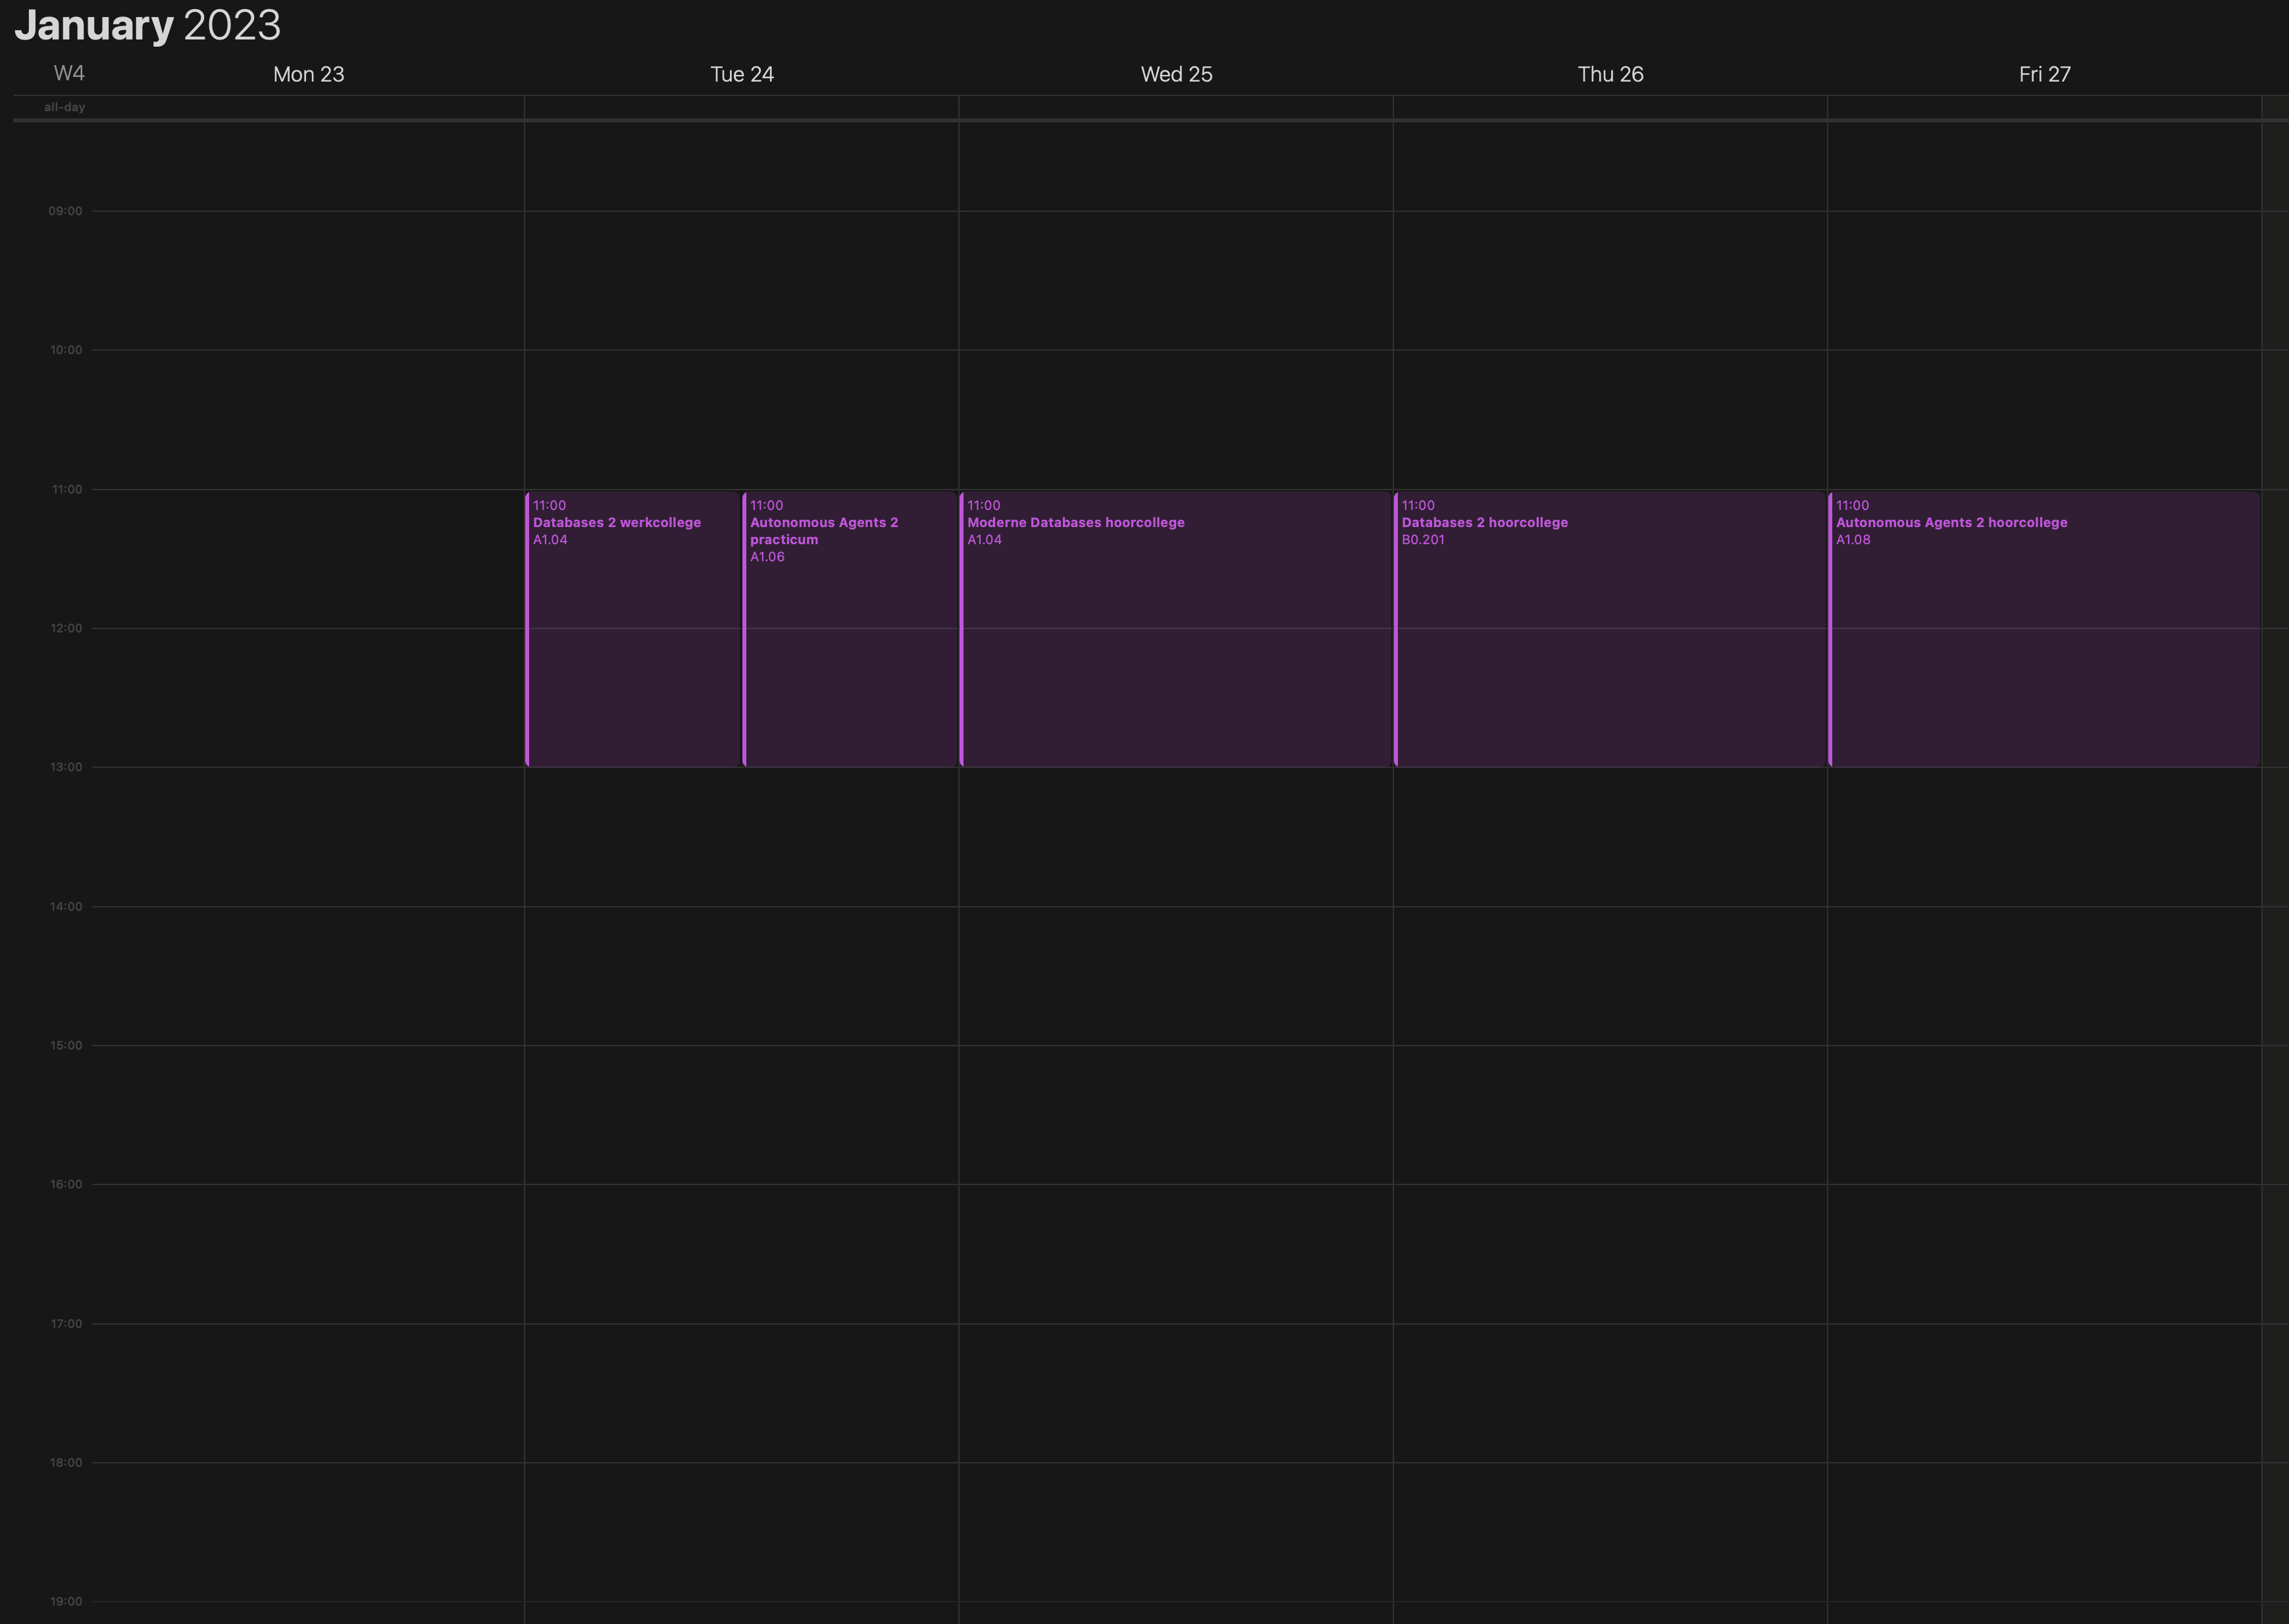 January 2023
W4 Mon 23 Tue 24 Wed 25 Thu 26 Fri 27
all-day
09:00
10:00
11:00
11:00
Databases 2 werkcollege
A1.04
11:00
Autonomous Agents 2
practicum
A1.06
11:00
Moderne Databases hoorcollege
A1.04
11:00
Databases 2 hoorcollege
B0.201
11:00
Autonomous Agents 2 hoorcollege
A1.08
12:00
13:00
14:00
15:00
16:00
17:00
18:00
19:00